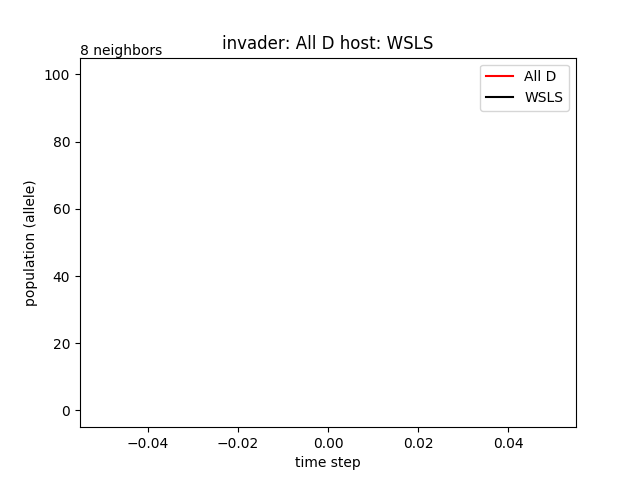 8 neighbors
invader: All D host: WSLS
All D
WSLS
population (allele)
100
80
60
40
20
0
−0.04
−0.02
0.00
0.02
0.04
time step